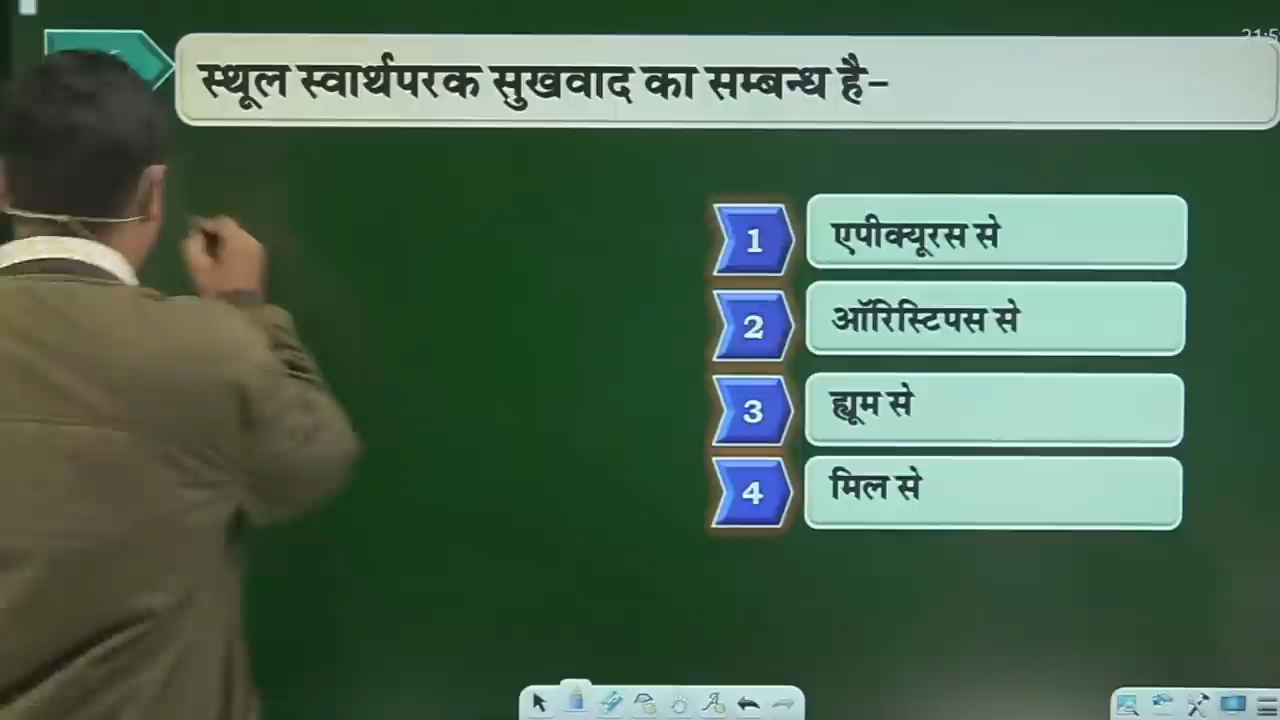 स्थूल स्वार्थपरक सुखवाद का सम्बन्ध है-
1 एपीक्यूरस से
2 ऑरिस्टिपस से
3 ह्यूम से
4 मिल से